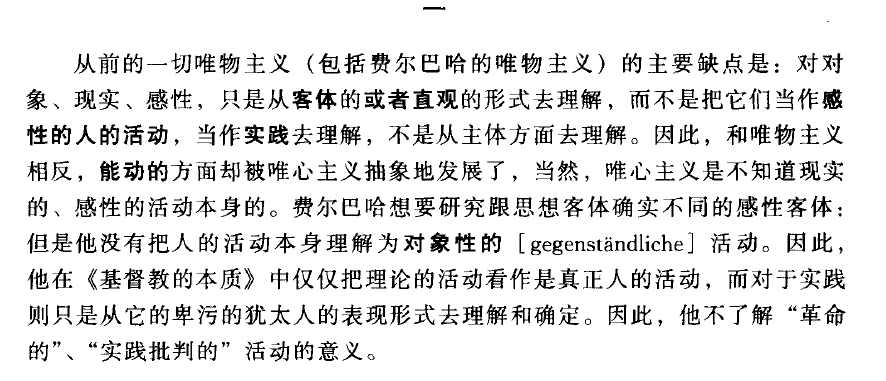 一
从前的一切唯物主义（包括费尔巴哈的唯物主义）的主要缺点是：对对
象、现实、感性，只是从客体的或者直观的形式去理解，而不是把它们当作感
性的人的活动，当作实践去理解，不是从主体方面去理解。因此，和唯物主义
相反，能动的方面却被唯心主义抽象地发展了，当然，唯心主义是不知道现实
的、感性的活动本身的。费尔巴哈想要研究跟思想客体确实不同的感性客体：
但是他没有把人的活动本身理解为对象性的［gegenständliche］活动。因此，
他在《基督教的本质》中仅仅把理论的活动看作是真正人的活动，而对于实践
则只是从它的卑污的犹太人的表现形式去理解和确定。因此，他不了解“革命
的”、“实践批判的”活动的意义。